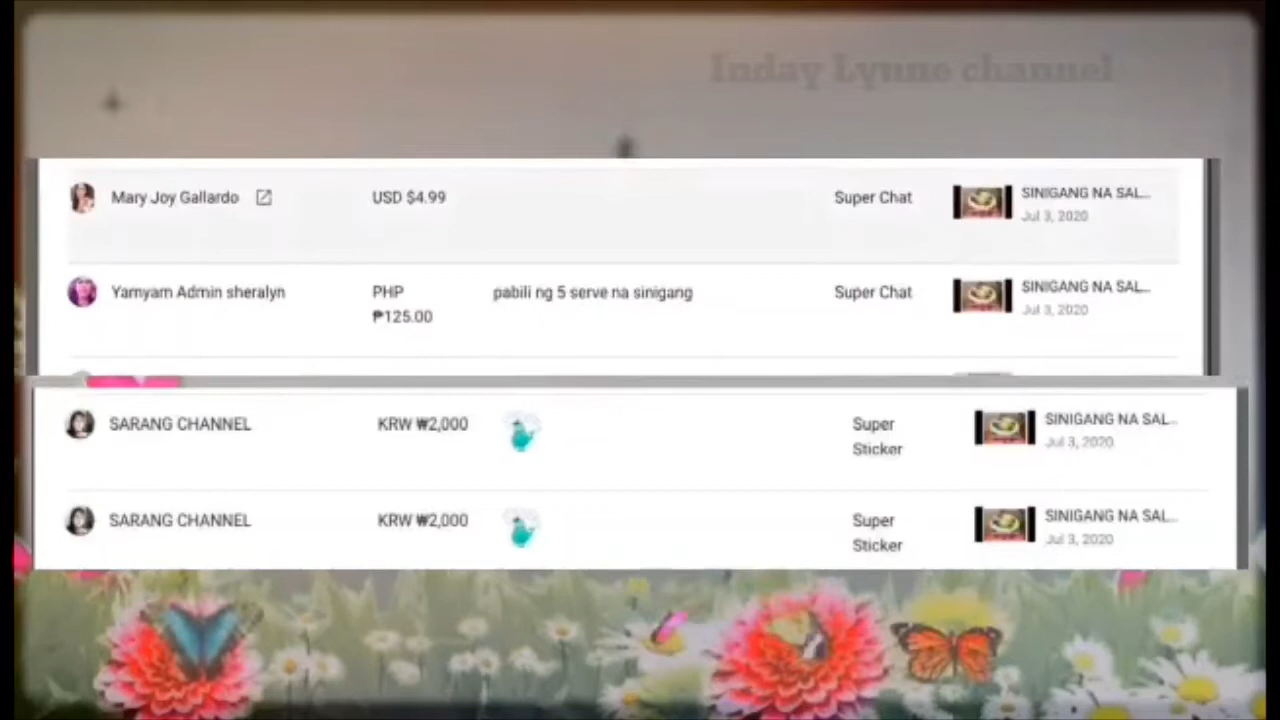 Inday Lynne channel
Mary Joy Gallardo USD $4.99 Super Chat SINIGANG NA SAL...
Jul 3, 2020
Yamyam Admin sheralyn PHP pabili ng 5 serve na sinigang Super Chat SINIGANG NA SAL...
₱125.00 Jul 3, 2020
SARANG CHANNEL KRW ₩2,000 Super SINIGANG NA SAL...
Sticker Jul 3, 2020
SARANG CHANNEL KRW ₩2,000 Super SINIGANG NA SAL...
Sticker Jul 3, 2020